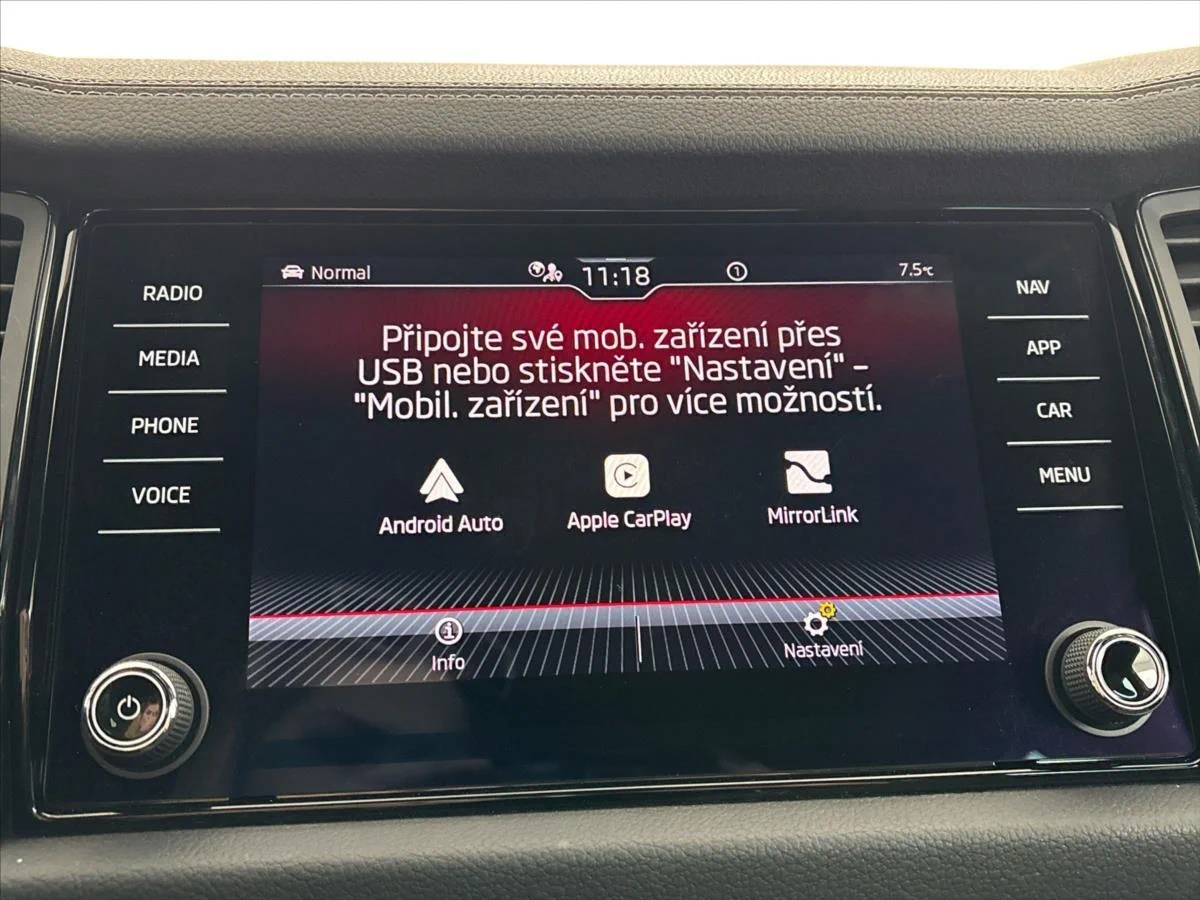 Normal
11:18
1
7.5°C
RADIO
MEDIA
PHONE
VOICE
Připojte své mob. zařízení přes
USB nebo stiskněte "Nastavení" –
"Mobil. zařízení" pro více možností.
Android Auto
Apple CarPlay
MirrorLink
Info
Nastavení
NAV
APP
CAR
MENU